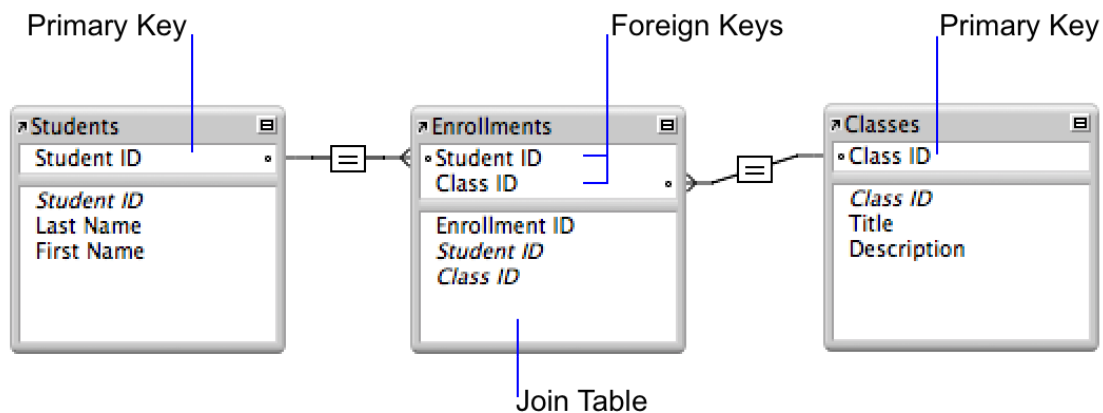 Primary Key
Foreign Keys
Primary Key
Students
Student ID
Student ID
Last Name
First Name
Enrollments
Student ID
Class ID
Enrollment ID
Student ID
Class ID
Classes
Class ID
Class ID
Title
Description
Join Table